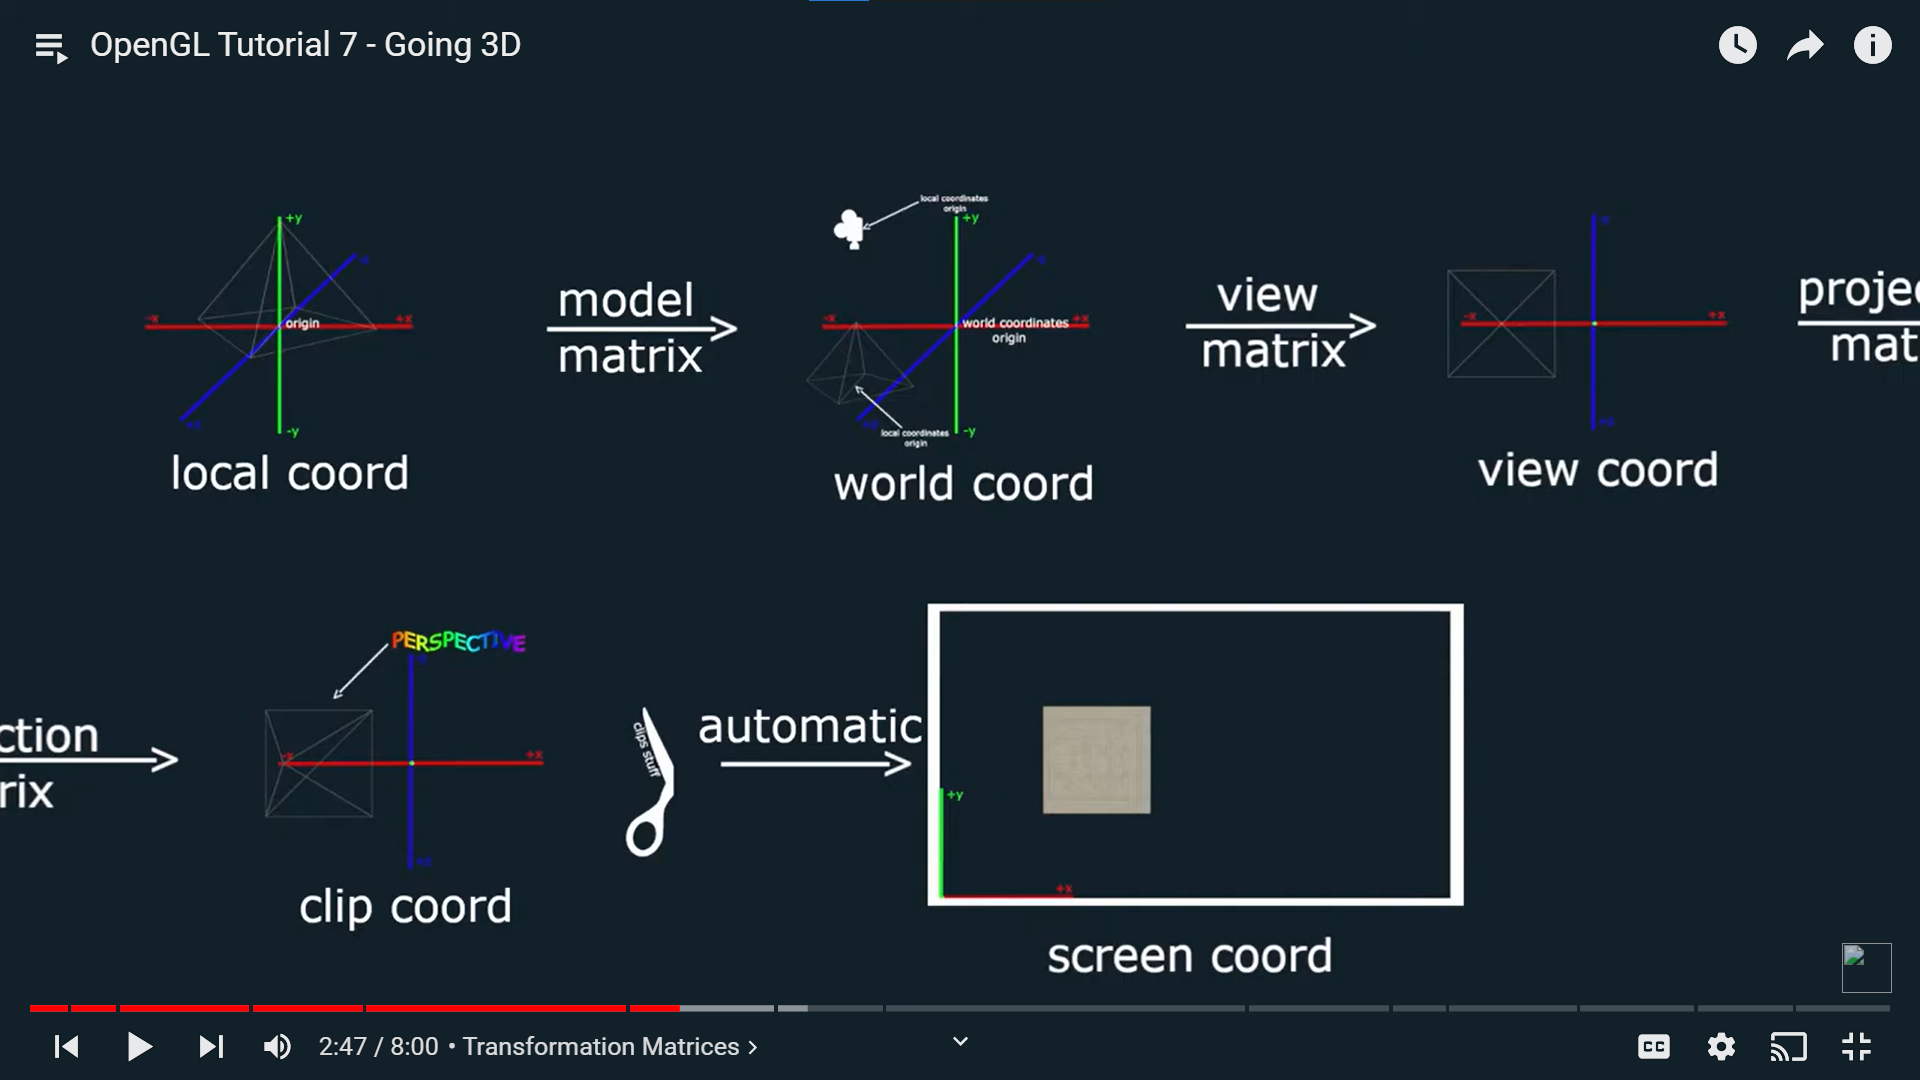 OpenGL Tutorial 7 - Going 3D
+y
-x
origin
+x
-z
+z
-y
local coord
model
matrix
local coordinates
origin
+y
-z
-x
world coordinates
origin
+x
+z
local coordinates
origin
-y
world coord
view
matrix
-z
-x
+x
+z
view coord
projec
mat
ction
rix
PERSPECTIVE
-x
+x
+z
clip coord
clips stuff
automatic
+y
+x
screen coord
2:47 / 8:00 • Transformation Matrices
CC